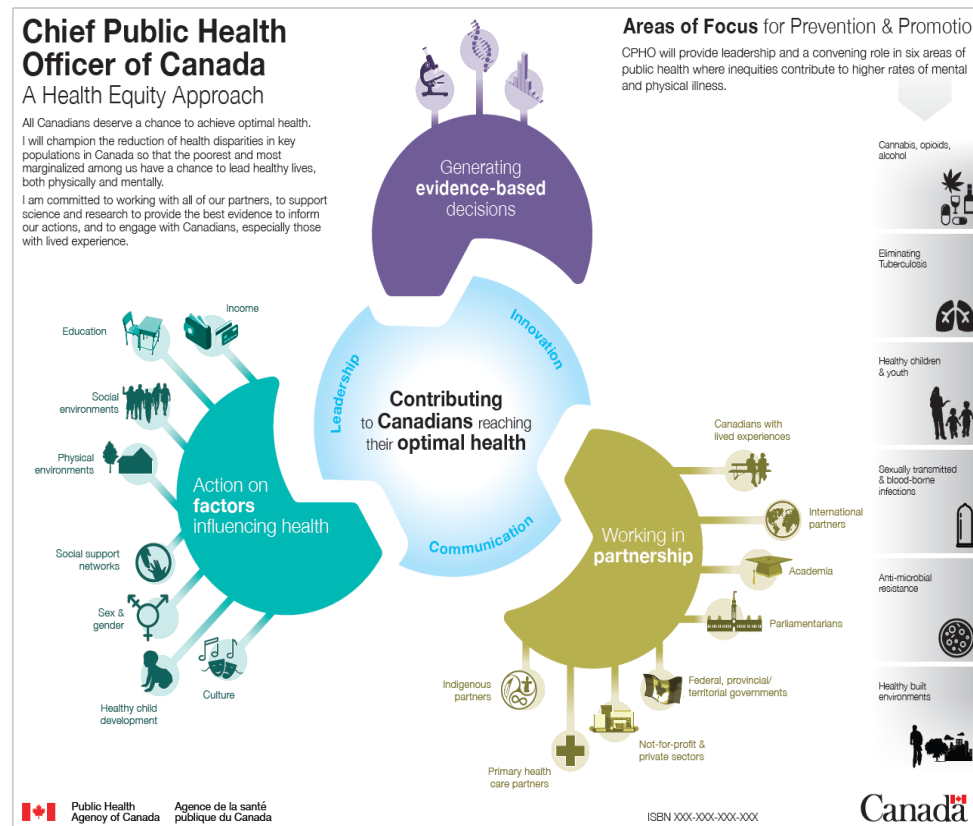 Chief Public Health
Officer of Canada
A Health Equity Approach
All Canadians deserve a chance to achieve optimal health.
I will champion the reduction of health disparities in key
populations in Canada so that the poorest and most
marginalized among us have a chance to lead healthy lives,
both physically and mentally.
I am committed to working with all of our partners, to support
science and research to provide the best evidence to inform
our actions, and to engage with Canadians, especially those
with lived experience.
Areas of Focus for Prevention & Promotio
CPHO will provide leadership and a convening role in six areas of
public health where inequities contribute to higher rates of mental
and physical illness.
Generating
evidence-based
decisions
Leadership
Innovation
Communication
Contributing
to Canadians reaching
their optimal health
Action on
factors
influencing health
Income
Education
Social
environments
Physical
environments
Social support
networks
Sex &
gender
Healthy child
development
Culture
Working in
partnership
Canadians with
lived experiences
International
partners
Academia
Parliamentarians
Federal, provincial/
territorial governments
Not-for-profit &
private sectors
Primary health
care partners
Indigenous
partners
Cannabis, opioids,
alcohol
Eliminating
Tuberculosis
Healthy children
& youth
Sexually transmitted
& blood-borne
infections
Anti-microbial
resistance
Healthy built
environments
Public Health
Agency of Canada
Agence de la santé
publique du Canada
ISBN XXX-XXX-XXX-XXX
Canada